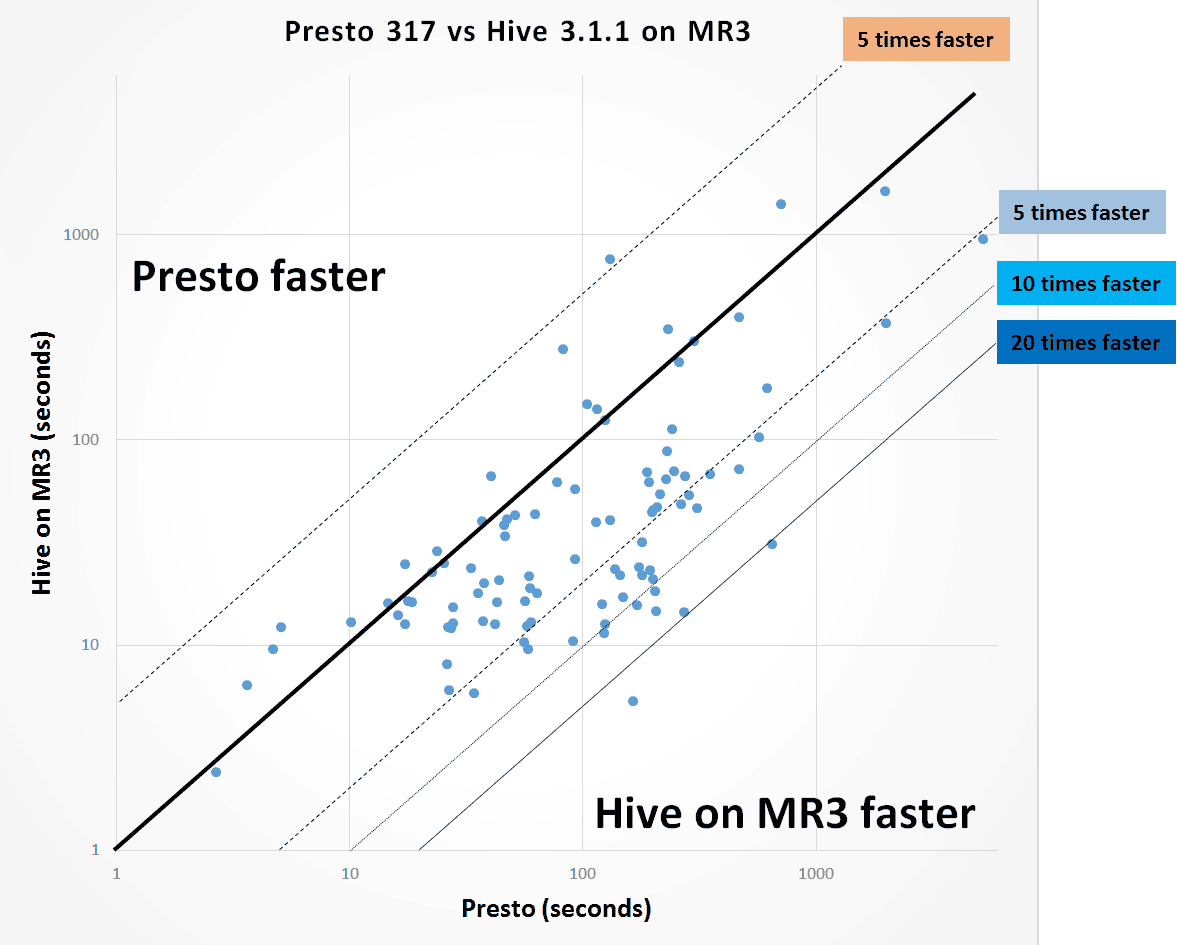 Presto 317 vs Hive 3.1.1 on MR3
5 times faster
5 times faster
10 times faster
20 times faster
Presto faster
Hive on MR3 faster
Hive on MR3 (seconds)
1000
100
10
1
1
10
100
1000
Presto (seconds)